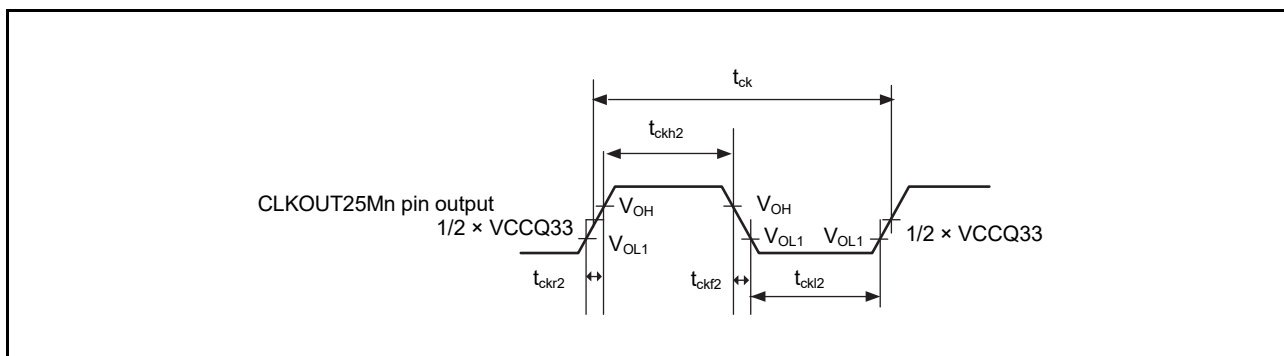 tck
tckh2
CLKOUT25Mn pin output
VOH
VOH
1/2 × VCCQ33
VOL1
VOL1
VOL1
1/2 × VCCQ33
tckr2
tckf2
tckl2